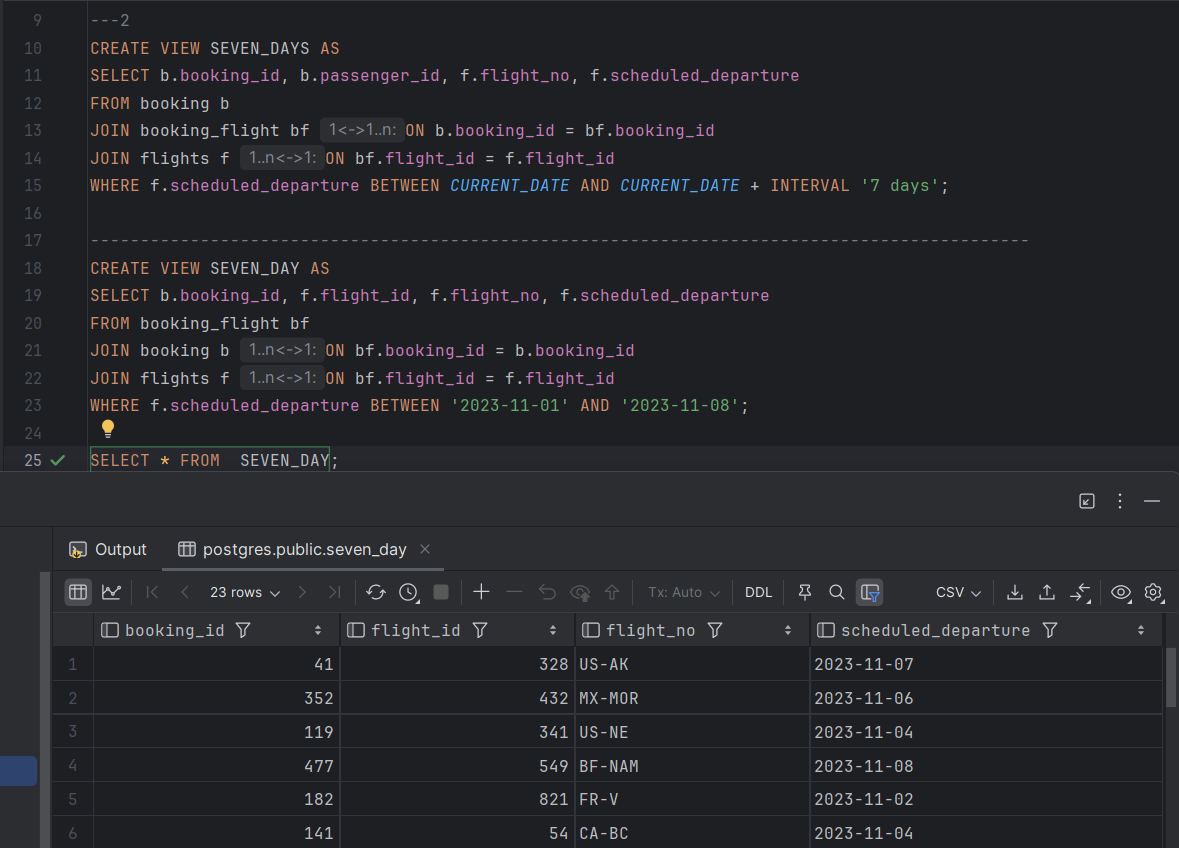 9 ---2
10 CREATE VIEW SEVEN_DAYS AS
11 SELECT b.booking_id, b.passenger_id, f.flight_no, f.scheduled_departure
12 FROM booking b
13 JOIN booking_flight bf 1<->1..n: ON b.booking_id = bf.booking_id
14 JOIN flights f 1..n<->1: ON bf.flight_id = f.flight_id
15 WHERE f.scheduled_departure BETWEEN CURRENT_DATE AND CURRENT_DATE + INTERVAL '7 days';
16
17 ----------------------------------------------------------------------------------------------
18 CREATE VIEW SEVEN_DAY AS
19 SELECT b.booking_id, f.flight_id, f.flight_no, f.scheduled_departure
20 FROM booking_flight bf
21 JOIN booking b 1..n<->1: ON bf.booking_id = b.booking_id
22 JOIN flights f 1..n<->1: ON bf.flight_id = f.flight_id
23 WHERE f.scheduled_departure BETWEEN '2023-11-01' AND '2023-11-08';
24
25 SELECT * FROM  SEVEN_DAY;
Output postgres.public.seven_day
23 rows Tx: Auto DDL CSV
booking_id flight_id flight_no scheduled_departure
1 41 328 US-AK 2023-11-07
2 352 432 MX-MOR 2023-11-06
3 119 341 US-NE 2023-11-04
4 477 549 BF-NAM 2023-11-08
5 182 821 FR-V 2023-11-02
6 141 54 CA-BC 2023-11-04